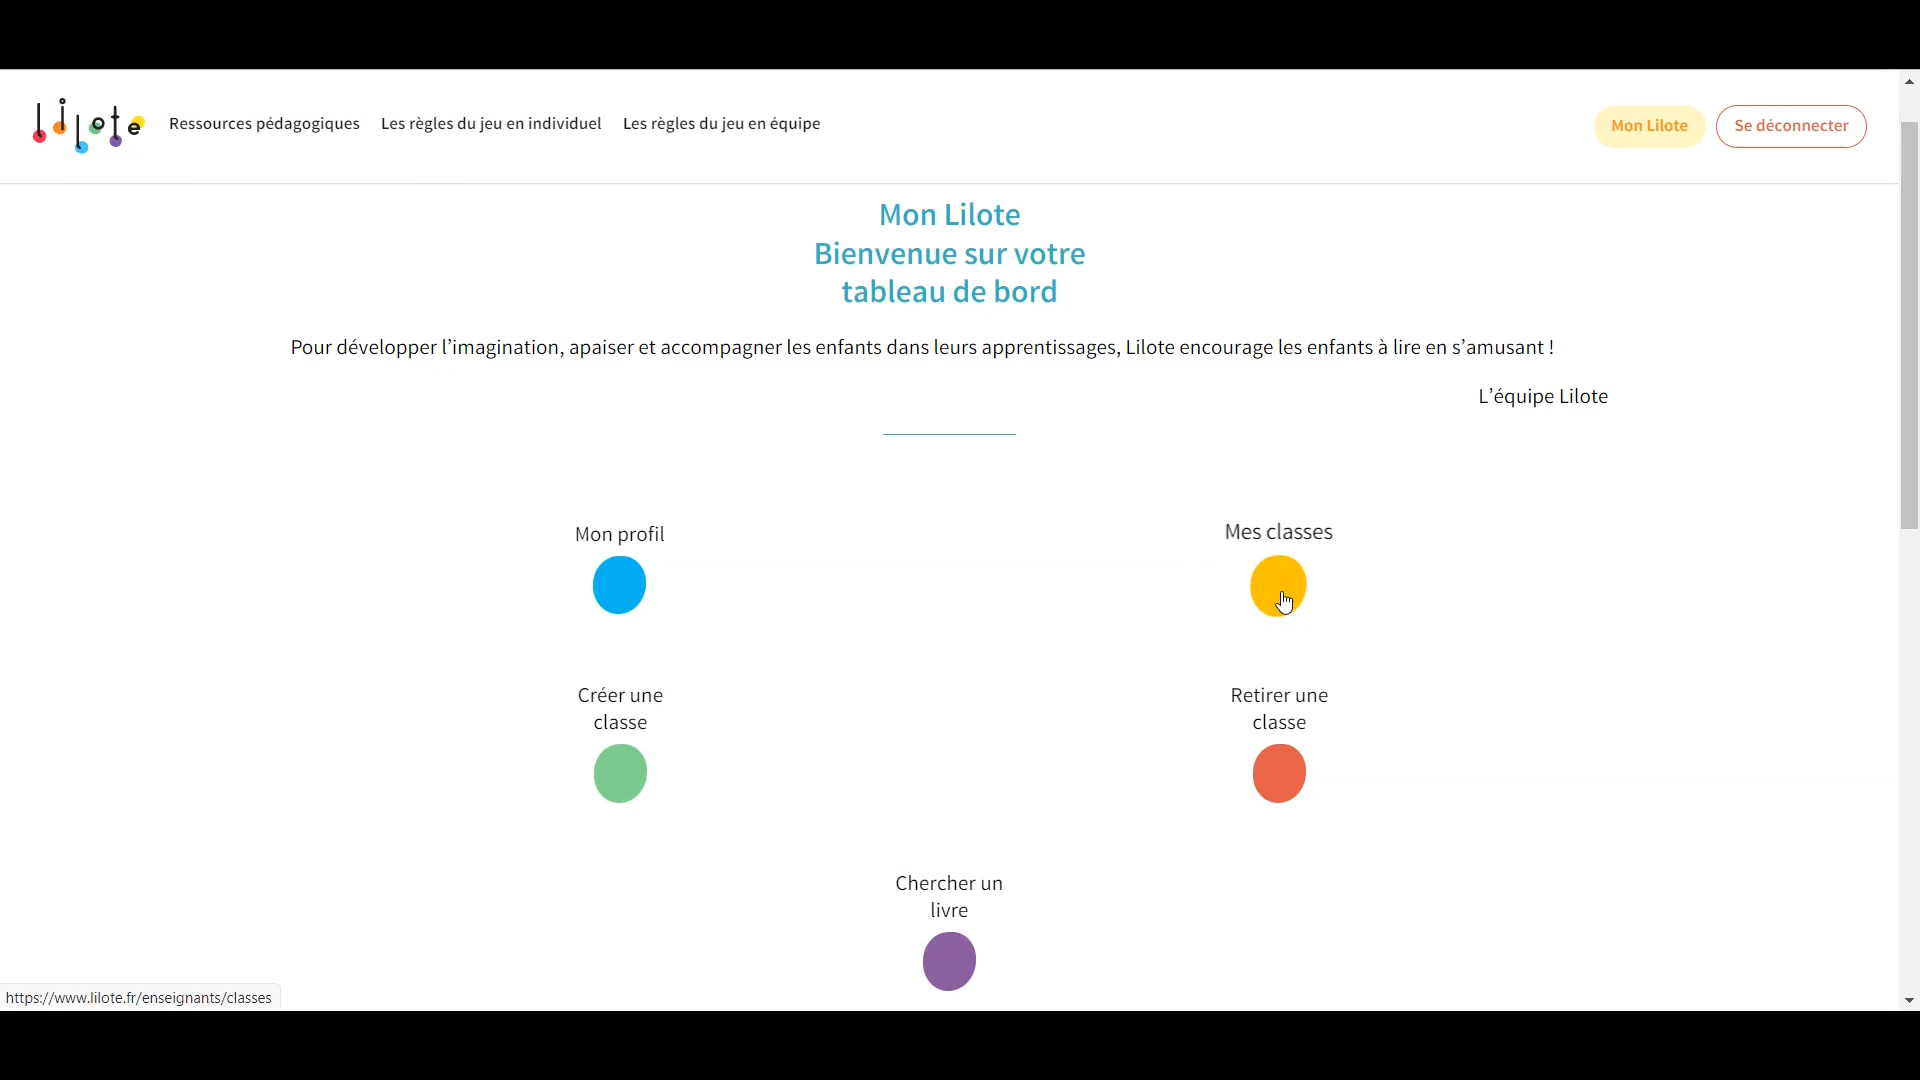 lilote
Ressources pédagogiques Les règles du jeu en individuel Les règles du jeu en équipe
Mon Lilote Se déconnecter
Mon Lilote
Bienvenue sur votre
tableau de bord
Pour développer l’imagination, apaiser et accompagner les enfants dans leurs apprentissages, Lilote encourage les enfants à lire en s’amusant !
L’équipe Lilote
Mon profil
Mes classes
Créer une
classe
Retirer une
classe
Chercher un
livre
https://www.lilote.fr/enseignants/classes